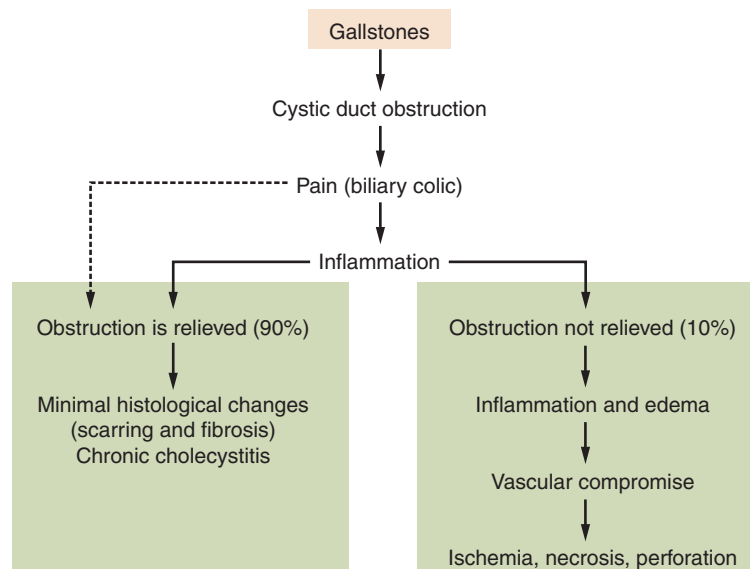 Gallstones
Cystic duct obstruction
Pain (biliary colic)
Inflammation
Obstruction is relieved (90%)
Minimal histological changes
(scarring and fibrosis)
Chronic cholecystitis
Obstruction not relieved (10%)
Inflammation and edema
Vascular compromise
Ischemia, necrosis, perforation